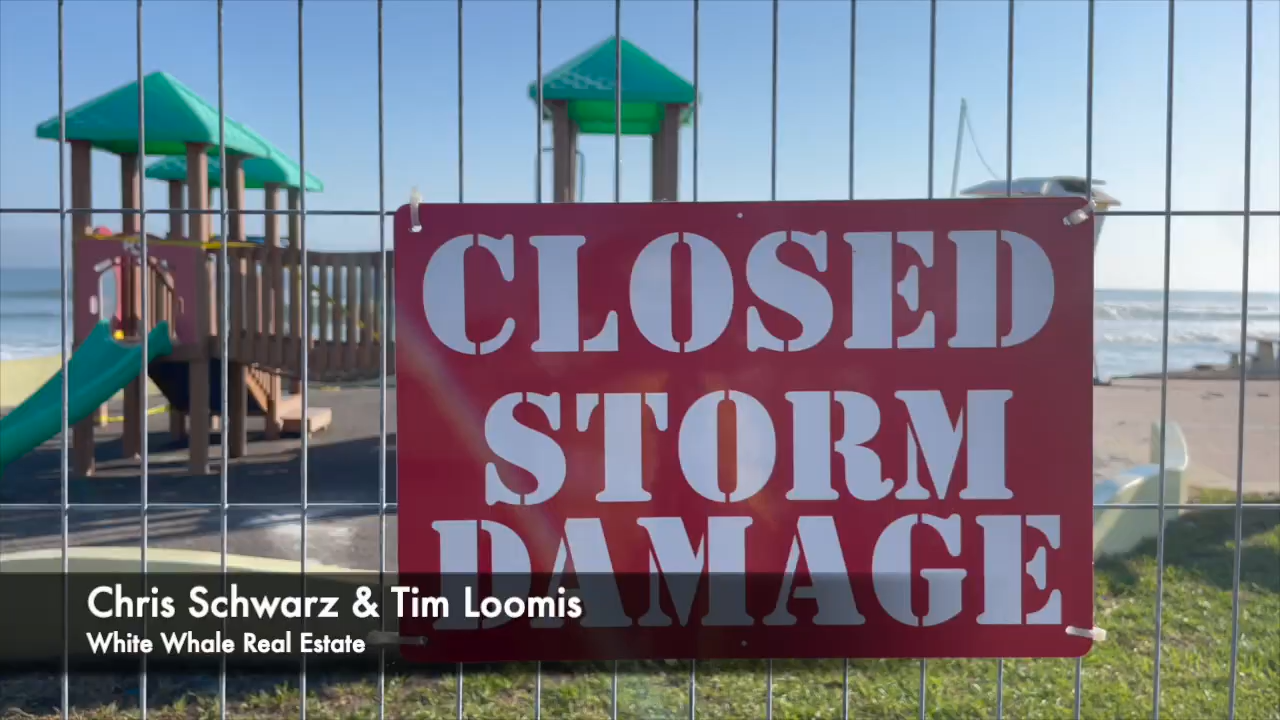 CLOSED
STORM
DAMAGE
Chris Schwarz & Tim Loomis
White Whale Real Estate